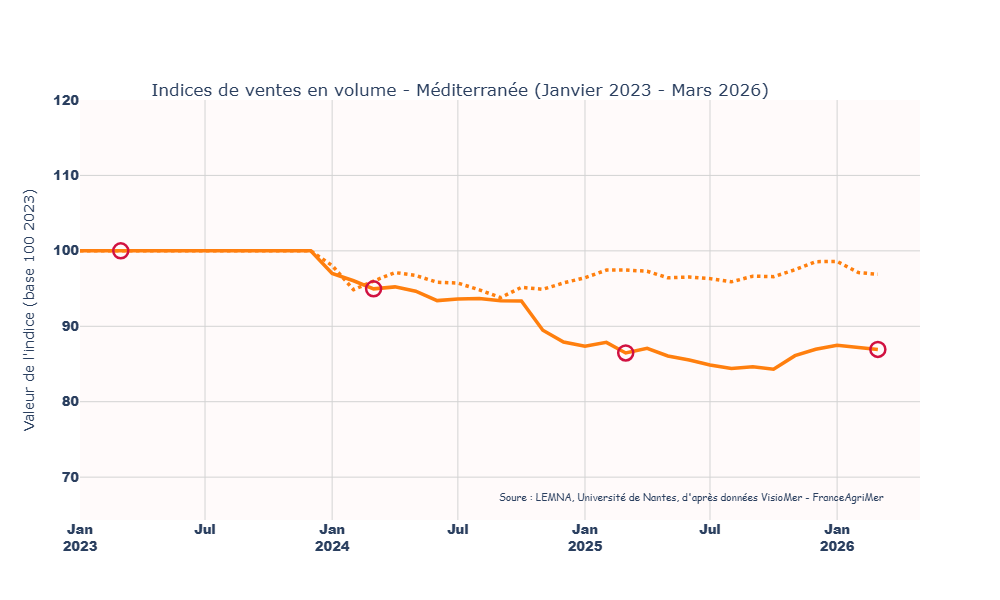 Indices de ventes en volume - Méditerranée (Janvier 2023 - Mars 2026)
120
110
100
90
80
70
Valeur de l'indice (base 100 2023)
Soure : LEMNA, Université de Nantes, d'après données VisioMer - FranceAgriMer
Jan Jul Jan Jul Jan Jul Jan
2023 2024 2025 2026